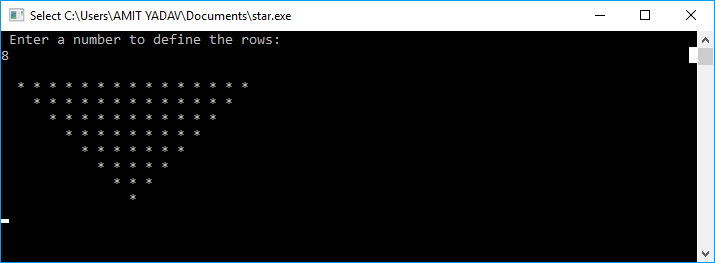 Select C:\Users\AMIT YADAV\Documents\star.exe
Enter a number to define the rows:
8
* * * * * * * * * * * * * * *
* * * * * * * * * * * * *
* * * * * * * * * * *
* * * * * * * * *
* * * * * * *
* * * * *
* * *
*